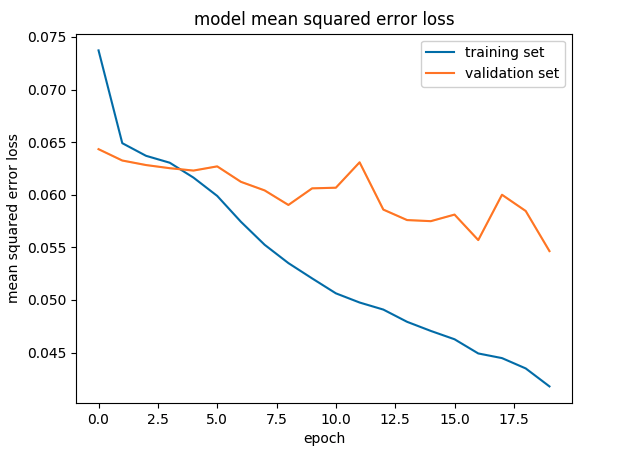 model mean squared error loss
training set
validation set
mean squared error loss
0.075
0.070
0.065
0.060
0.055
0.050
0.045
0.0 2.5 5.0 7.5 10.0 12.5 15.0 17.5
epoch